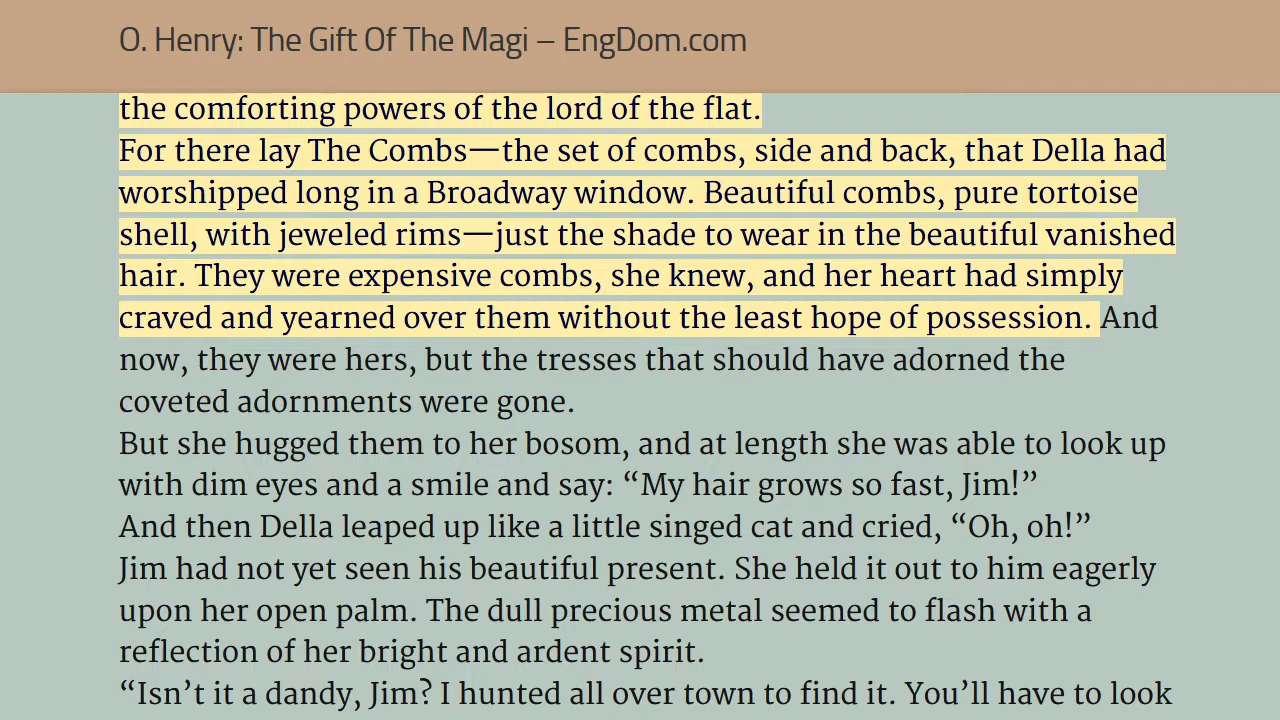 O. Henry: The Gift Of The Magi – EngDom.com
the comforting powers of the lord of the flat.
For there lay The Combs—the set of combs, side and back, that Della had
worshipped long in a Broadway window. Beautiful combs, pure tortoise
shell, with jeweled rims—just the shade to wear in the beautiful vanished
hair. They were expensive combs, she knew, and her heart had simply
craved and yearned over them without the least hope of possession. And
now, they were hers, but the tresses that should have adorned the
coveted adornments were gone.
But she hugged them to her bosom, and at length she was able to look up
with dim eyes and a smile and say: “My hair grows so fast, Jim!”
And then Della leaped up like a little singed cat and cried, “Oh, oh!”
Jim had not yet seen his beautiful present. She held it out to him eagerly
upon her open palm. The dull precious metal seemed to flash with a
reflection of her bright and ardent spirit.
“Isn’t it a dandy, Jim? I hunted all over town to find it. You’ll have to look